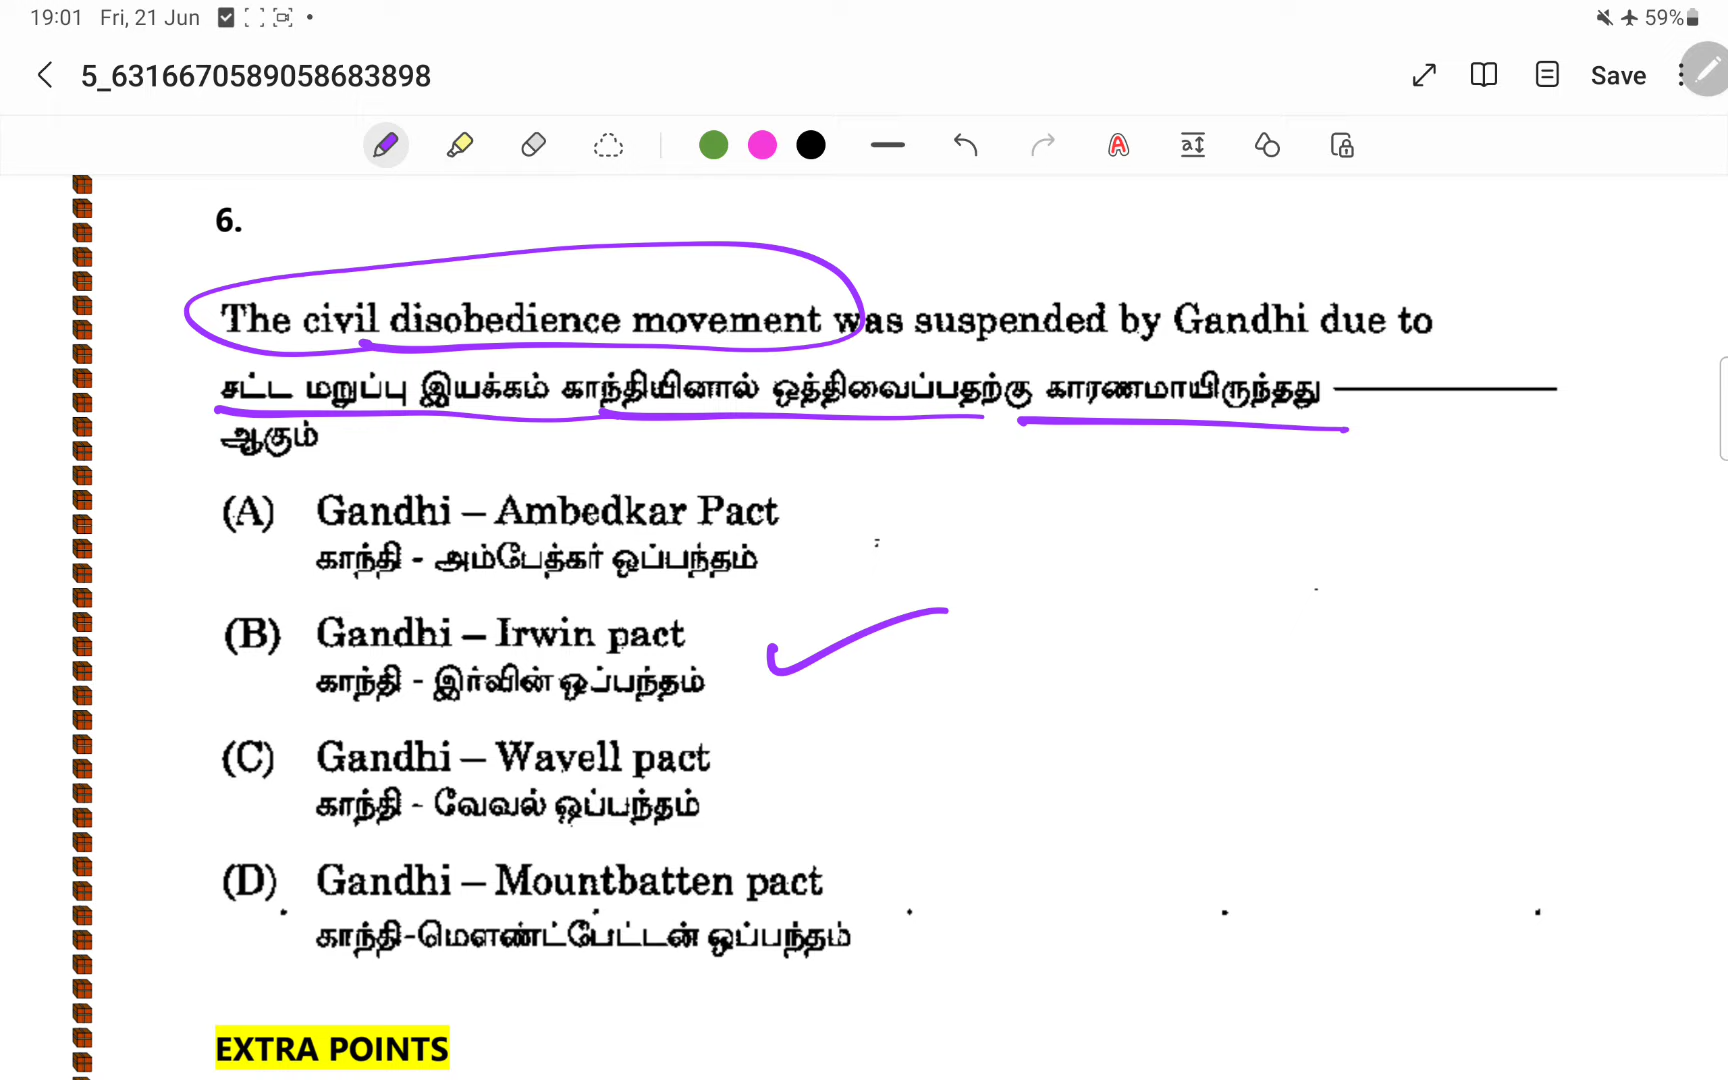 19:01 Fri, 21 Jun
59%
5_6316670589058683898
Save
6.
The civil disobedience movement was suspended by Gandhi due to
சட்ட மறுப்பு இயக்கம் காந்தியினால் ஒத்திவைப்பதற்கு காரணமாயிருந்தது
ஆகும்
(A) Gandhi – Ambedkar Pact
காந்தி - அம்பேத்கர் ஒப்பந்தம்
(B) Gandhi – Irwin pact
காந்தி - இர்வின் ஒப்பந்தம்
(C) Gandhi – Wavell pact
காந்தி - வேவல் ஒப்பந்தம்
(D) Gandhi – Mountbatten pact
காந்தி-மௌண்ட்பேட்டன் ஒப்பந்தம்
EXTRA POINTS